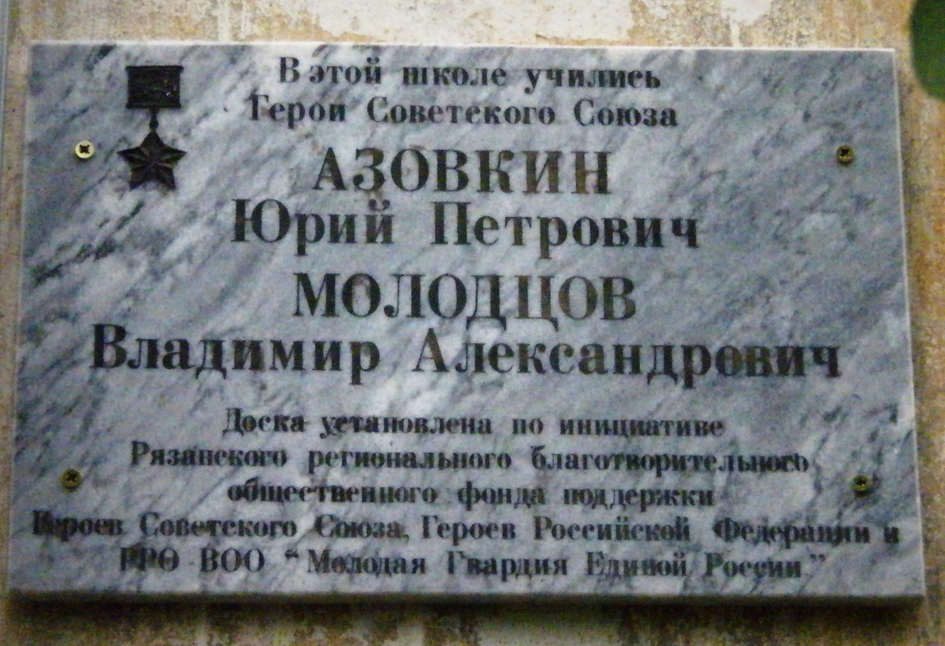 В этой школе учились
Герои Советского Союза
АЗОВКИН
Юрий Петрович
МОЛОДЦОВ
Владимир Александрович
Доска установлена по инициативе
Рязанского регионального благотворительного
общественного фонда поддержки
Героев Советского Союза, Героев Российской Федерации и
РРО ВОО “Молодая Гвардия Единой России”